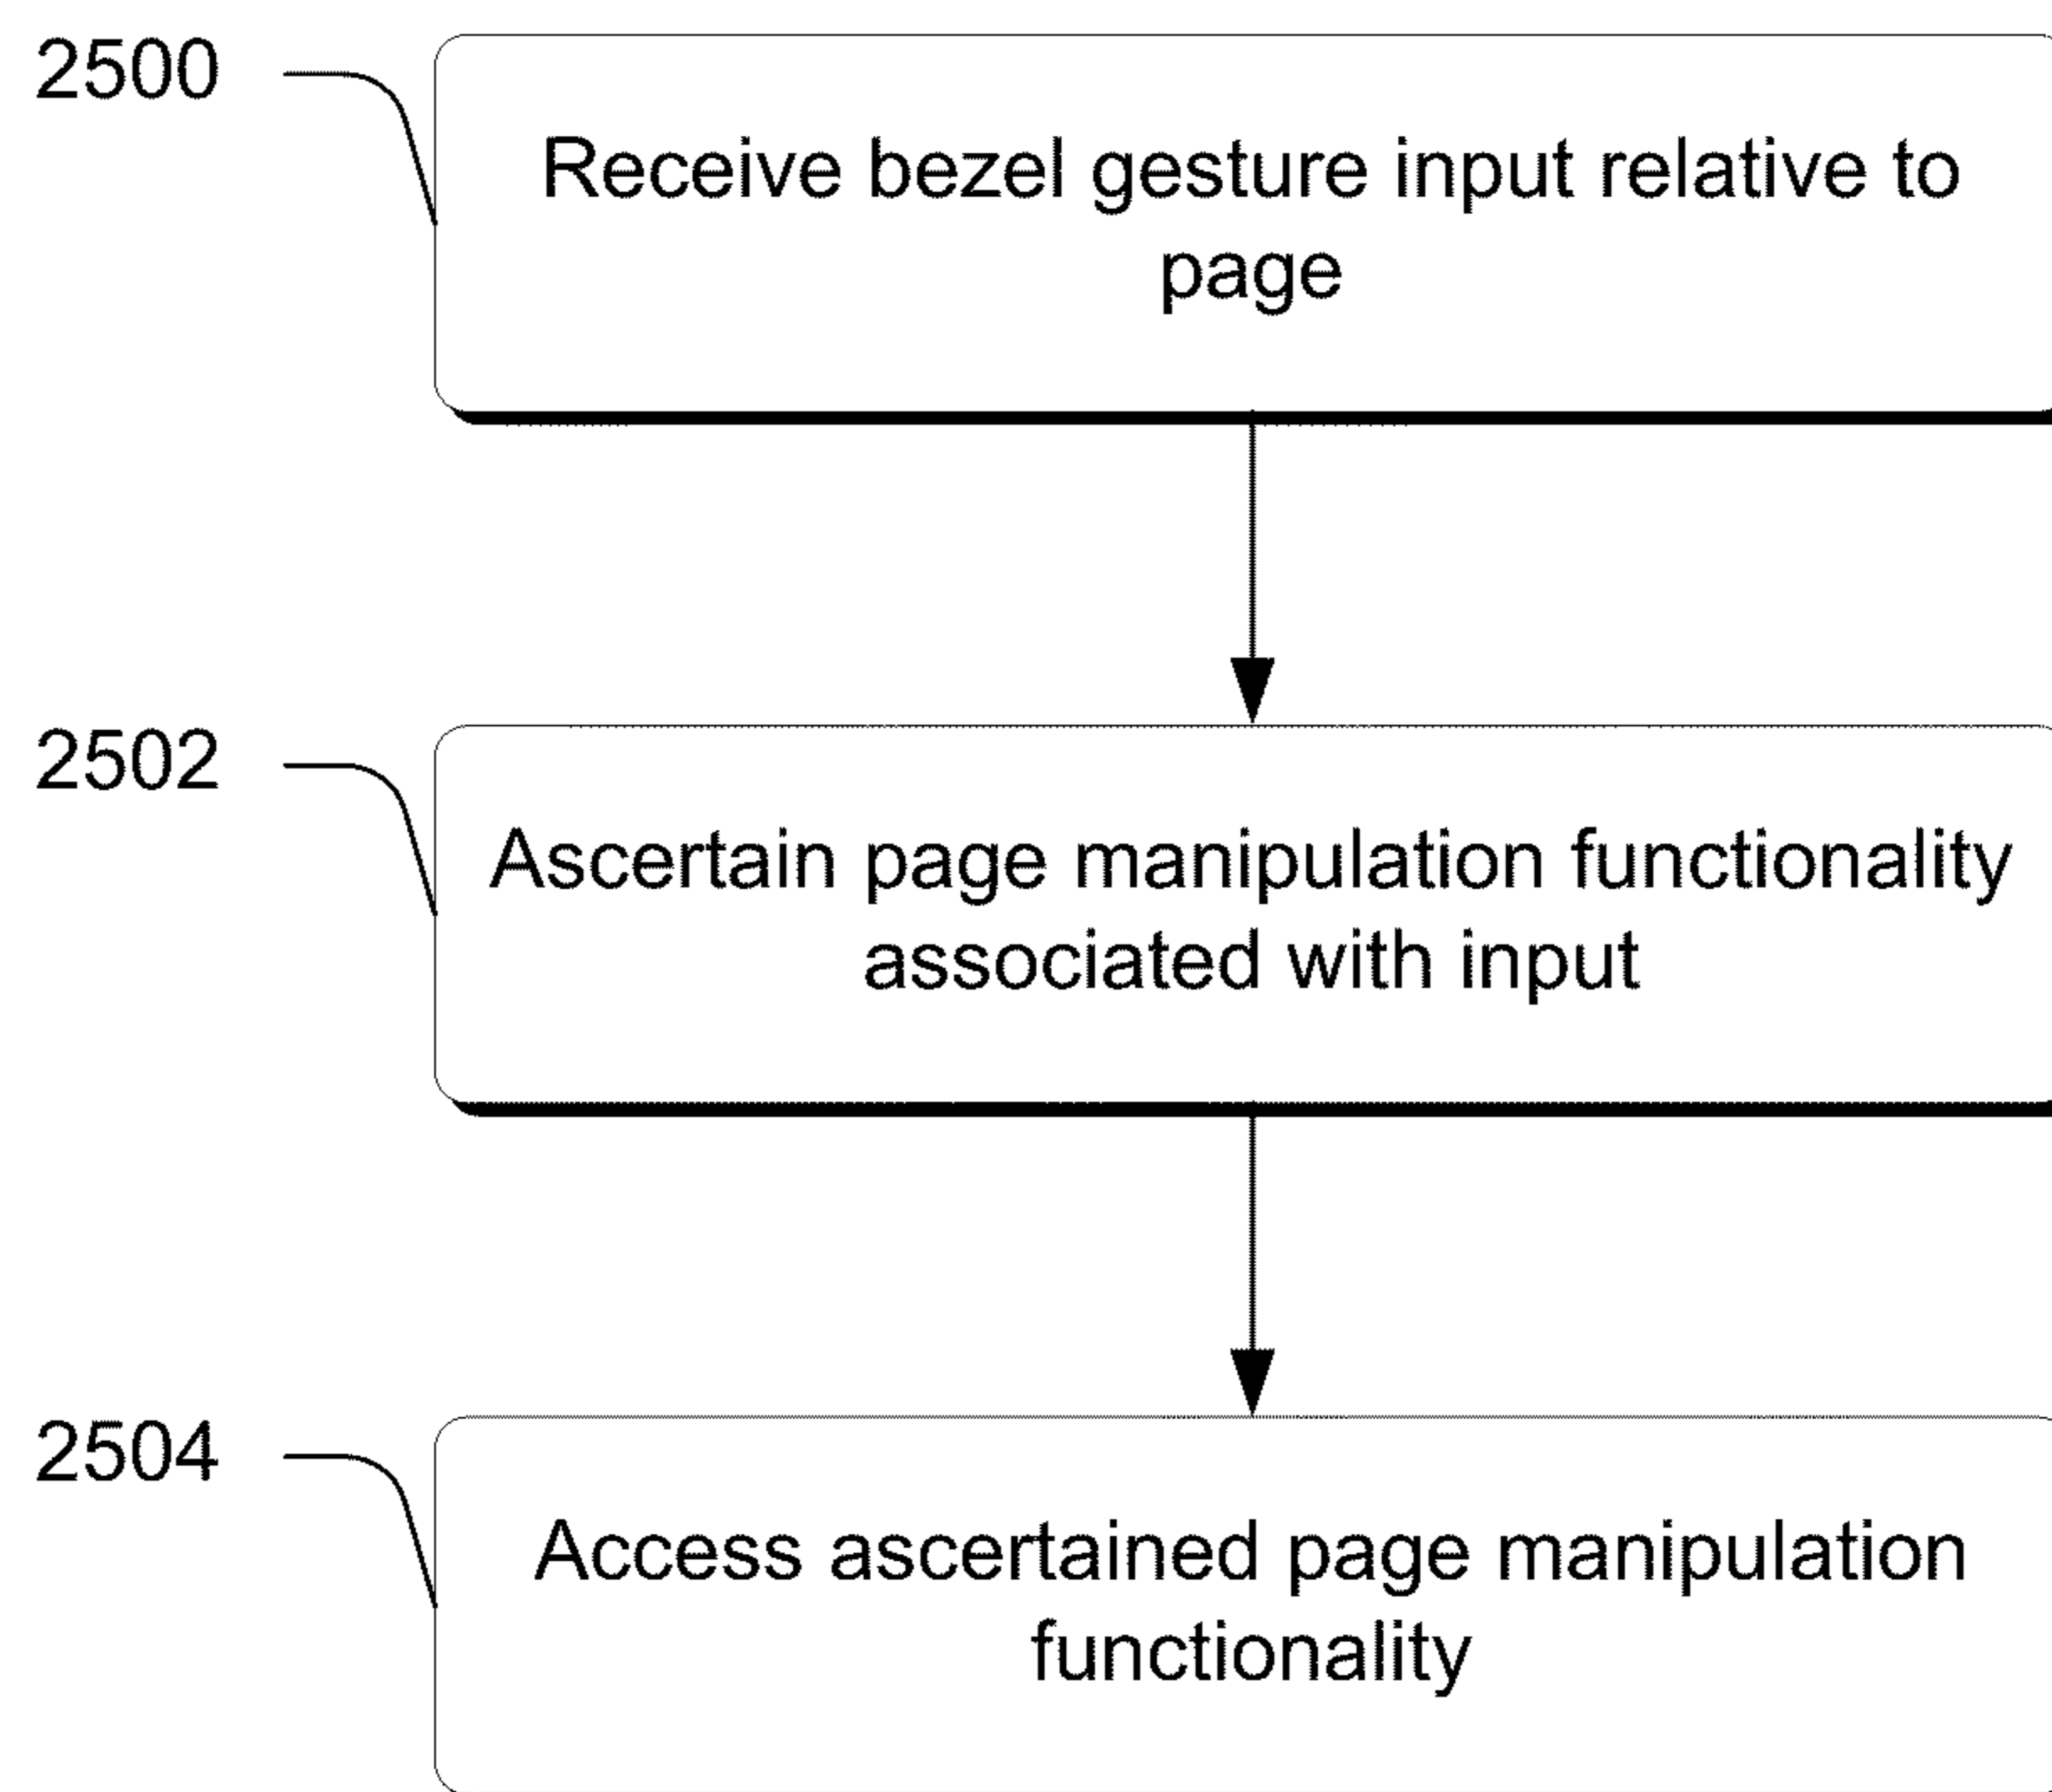 2500
Receive bezel gesture input relative to
page
2502
Ascertain page manipulation functionality
associated with input
2504
Access ascertained page manipulation
functionality